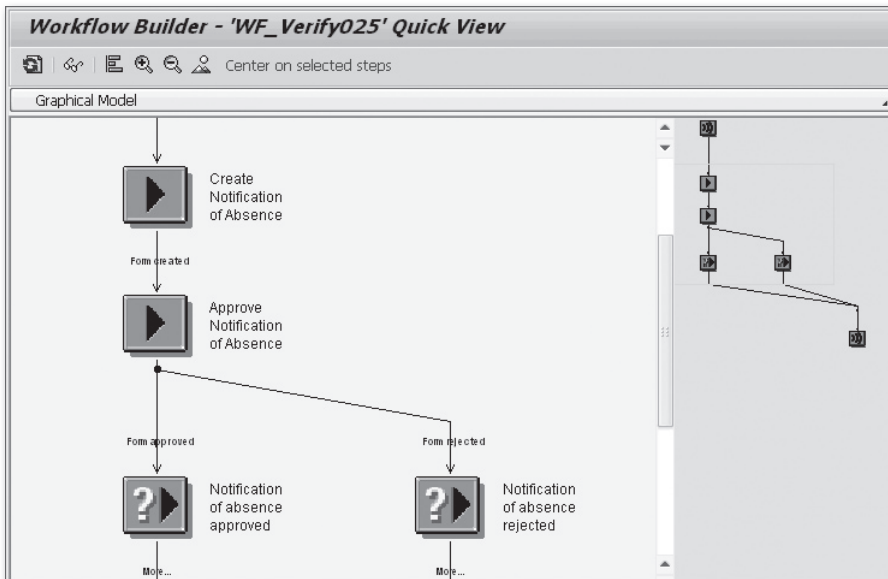 Workflow Builder - 'WF_Verify025' Quick View
Center on selected steps
Graphical Model
Create
Notification
of Absence
Form created
Approve
Notification
of Absence
Form approved
Form rejected
Notification
of absence
approved
Notification
of absence
rejected
More...
More...